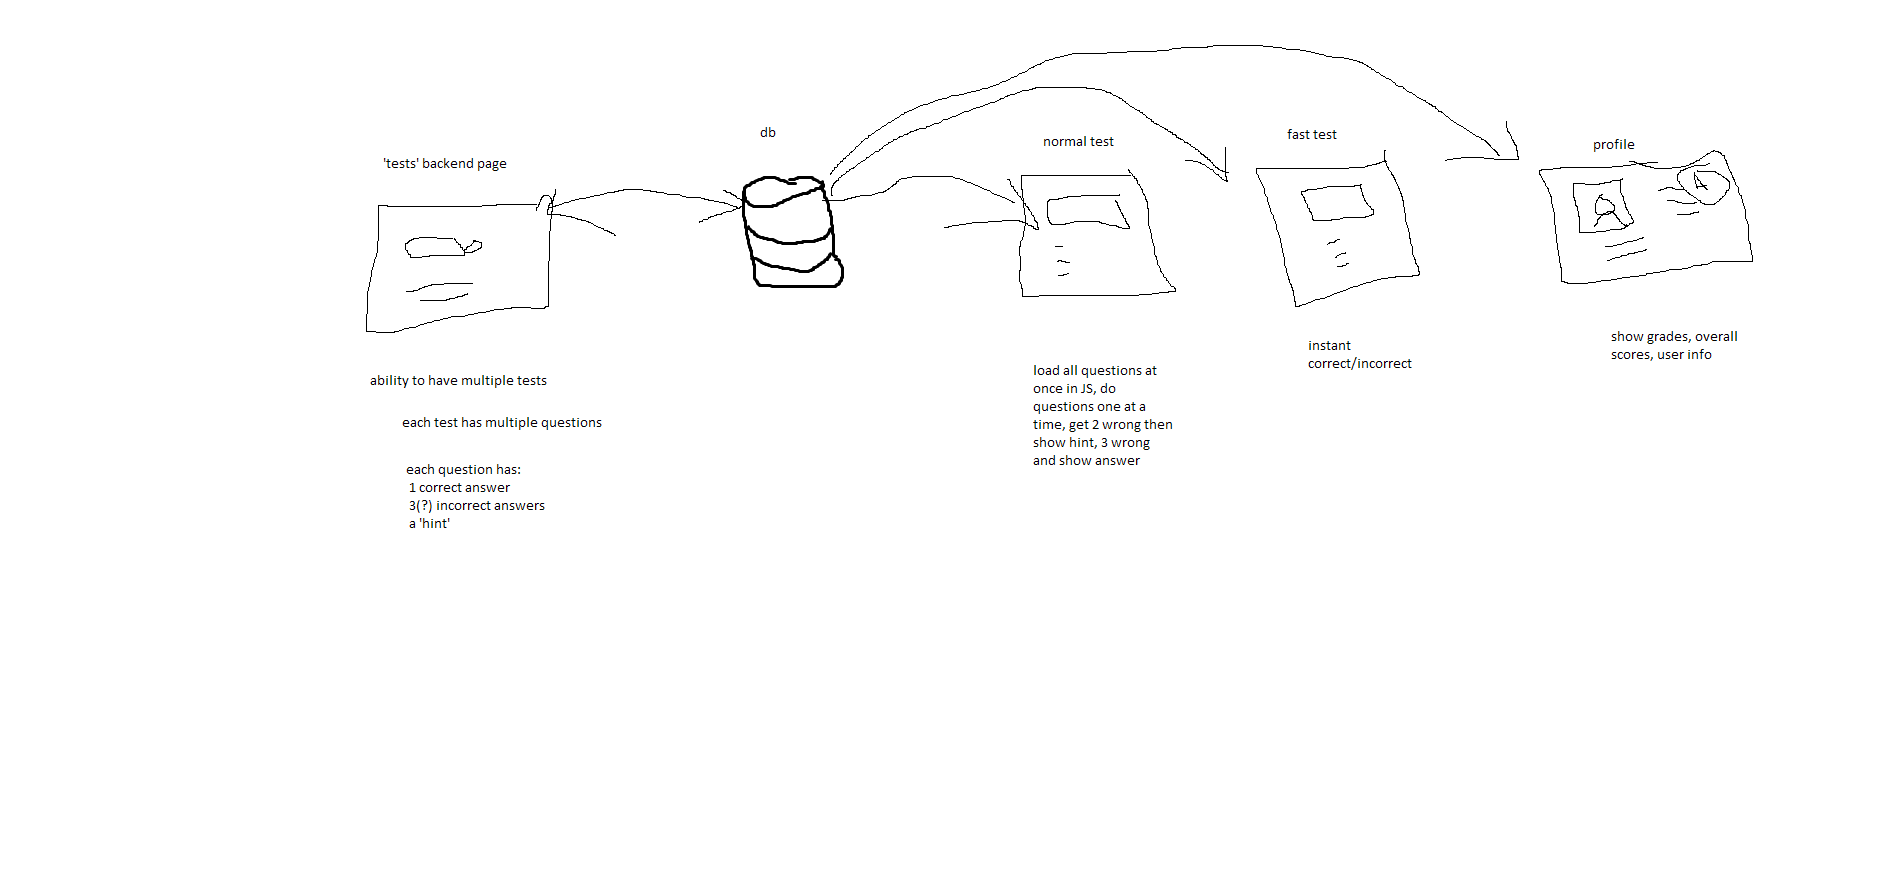 'tests' backend page
db
normal test
fast test
profile
ability to have multiple tests
each test has multiple questions
each question has:
1 correct answer
3(?) incorrect answers
a 'hint'
load all questions at
once in JS, do
questions one at a
time, get 2 wrong then
show hint, 3 wrong
and show answer
instant
correct/incorrect
show grades, overall
scores, user info
A